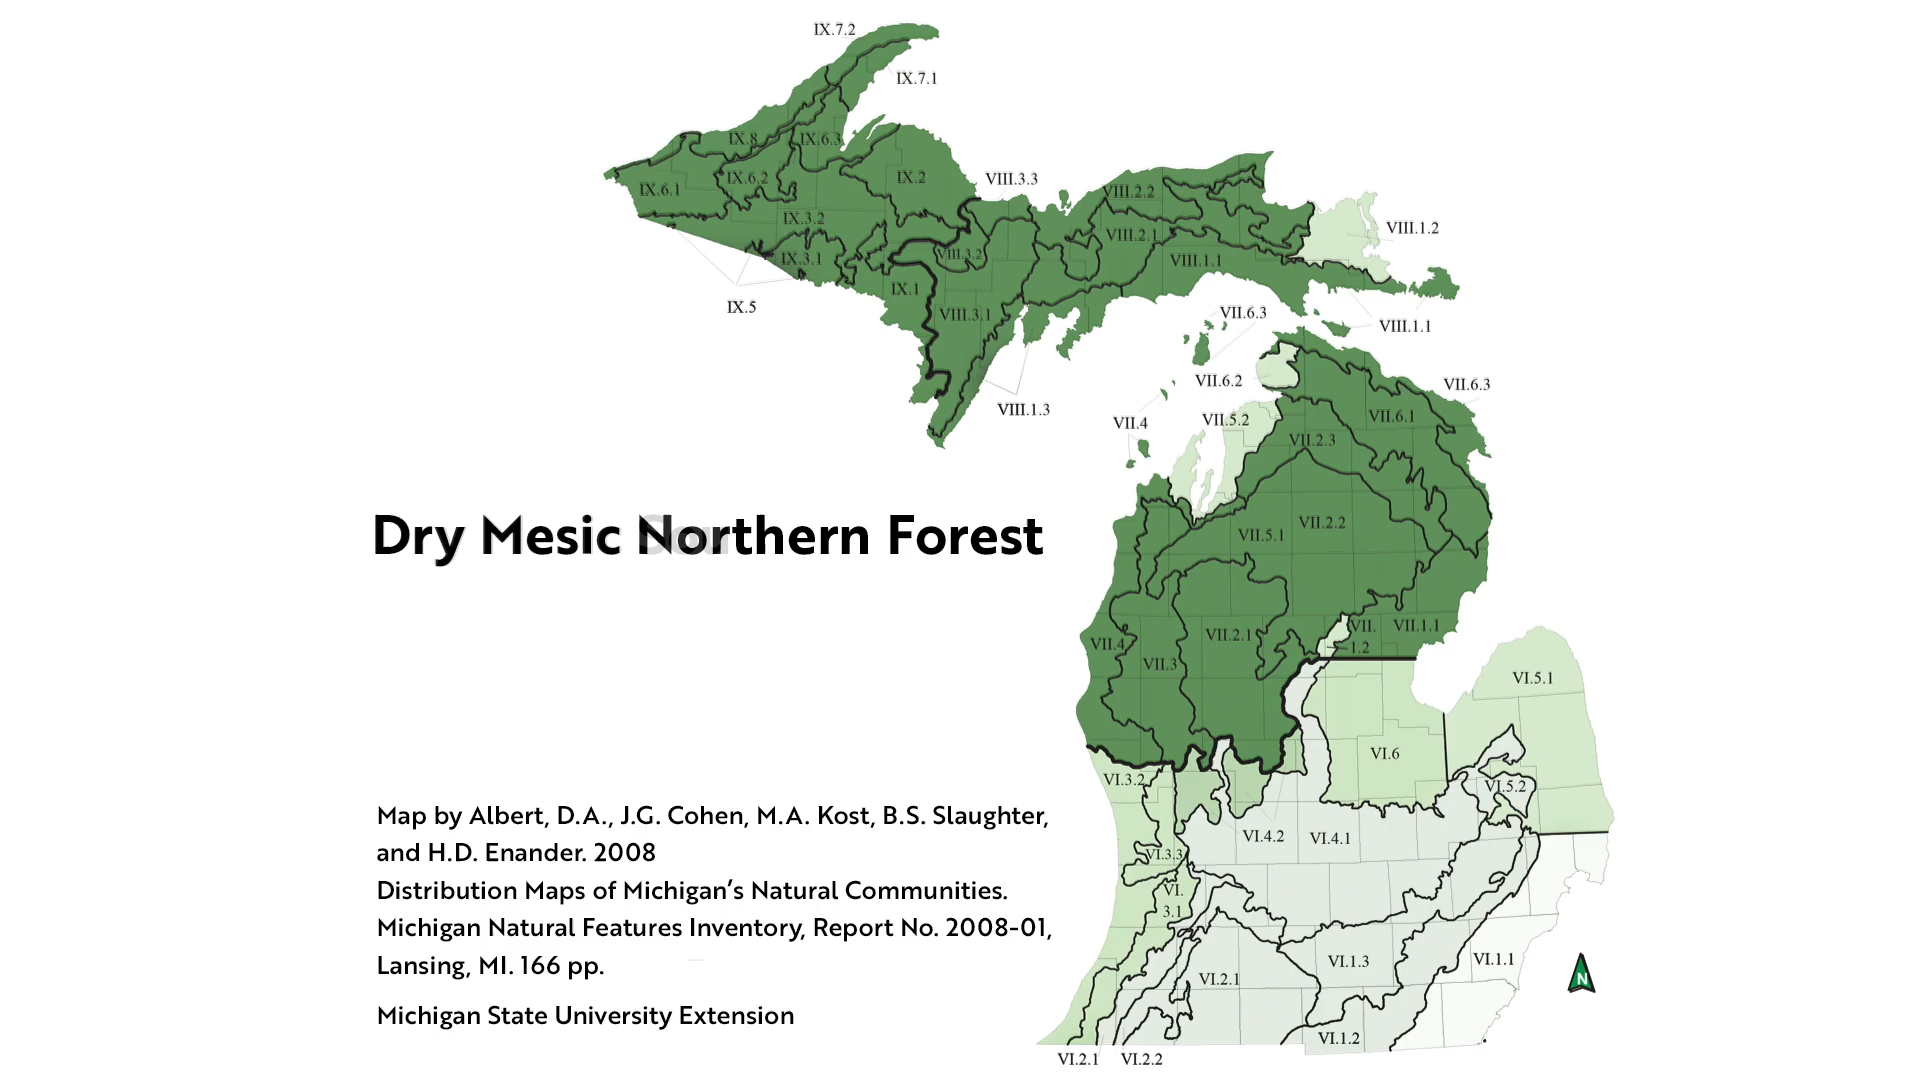 IX.7.2
IX.7.1
IX.8
IX.6.3
IX.6.1
IX.6.2
IX.2
VIII.3.3
VIII.2.2
IX.3.2
VIII.1.2
VIII.2.1
IX.3.1
VIII.3.2
VIII.1.1
IX.5
IX.1
VIII.3.1
VII.6.3
VIII.1.1
VII.6.2
VII.6.3
VIII.1.3
VII.4
VII.5.2
VII.6.1
VII.2.3
Dry Mesic Northern Forest
VII.5.1
VII.2.2
VII.4
VII.3
VII.2.1
VII.
1.2
VII.1.1
VI.5.1
VI.6
VI.3.2
VI.5.2
Map by Albert, D.A., J.G. Cohen, M.A. Kost, B.S. Slaughter,
and H.D. Enander. 2008
Distribution Maps of Michigan’s Natural Communities.
Michigan Natural Features Inventory, Report No. 2008-01,
Lansing, MI. 166 pp.
Michigan State University Extension
VI.4.2
VI.4.1
VI.3.3
VI.
3.1
VI.1.3
VI.1.1
VI.2.1
N
VI.1.2
VI.2.1
VI.2.2